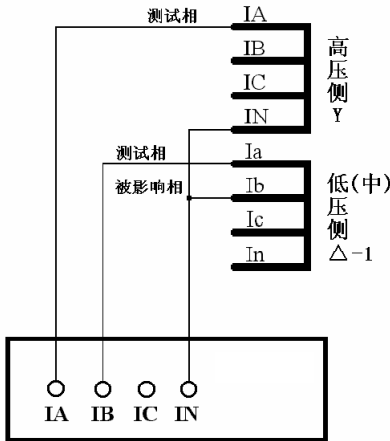 测试相 IA
IB
IC
IN
高压侧Y
测试相 Ia
被影响相 Ib
Ic
In
低(中)压侧△-1
IA IB IC IN